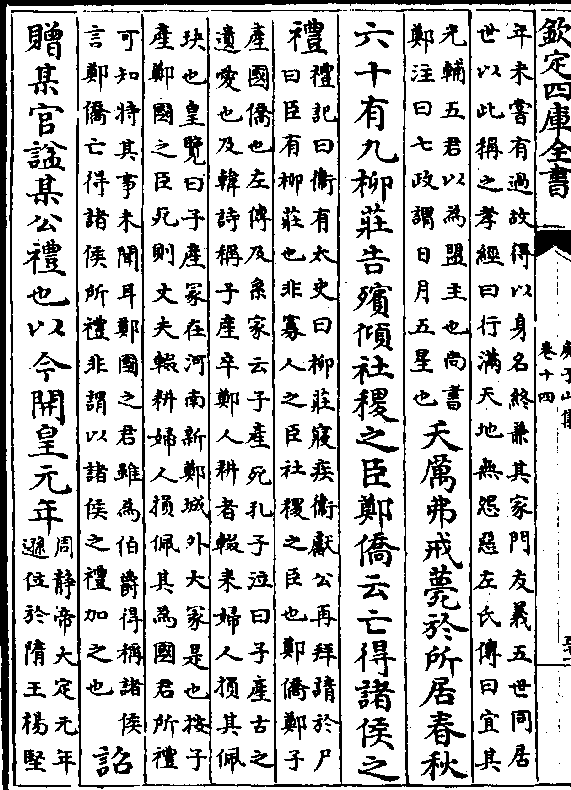 欽定四庫全書
庾子山集
卷十四
年未嘗有過故得以身名終兼其家門友義五世同居
世以此稱之孝經曰行滿天地無怨惡左氏傳曰宜其
光輔五君以為盟主也尚書
鄭注曰七政謂日月五星也
天厲弗戒薨於所居春秋
六十有九柳莊告殯傾社稷之臣鄭僑云亡得諸侯之
禮
禮記曰衛有太史曰柳莊寢疾衛獻公再拜請於尸
曰臣有柳莊也非寡人之臣社稷之臣也鄭僑鄭子
產國僑也左傳及系家云子產死孔子泣曰子產古之
遺愛也及韓詩稱子產卒鄭人耕者輟耒婦人損其佩
玦也皇覽曰子產冢在河南新鄭城外大冢是也按子
產鄭國之臣死則丈夫輟耕婦人損佩其為國君所禮
可知特其事未聞耳鄭國之君雖為伯爵得稱諸侯
言鄭僑亡得諸侯所禮非謂以諸侯之禮加之也
詔
贈某官諡某公禮也以今開皇元年
周静帝大定元年
遜位於隋王楊堅